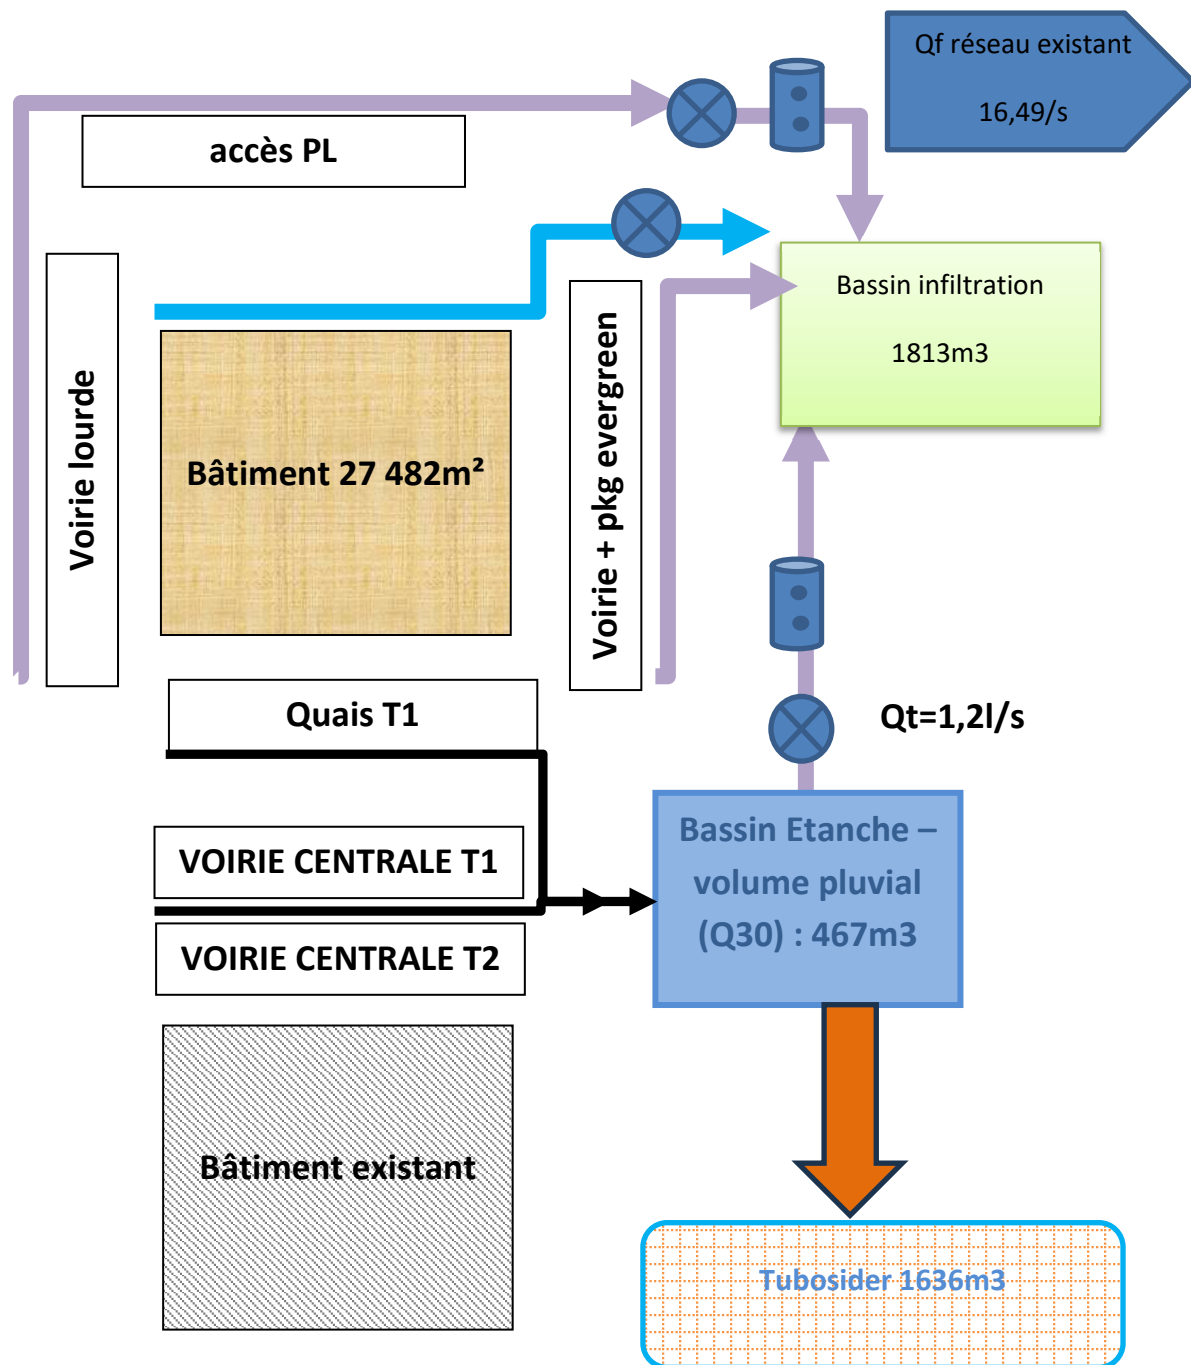 Qf réseau existant
16,49/s
accès PL
Bassin infiltration
1813m3
Voirie lourde
Bâtiment 27 482m²
Voirie + pkg evergreen
Quais T1
Qt=1,2l/s
VOIRIE CENTRALE T1
Bassin Etanche –
volume pluvial
(Q30) : 467m3
VOIRIE CENTRALE T2
Bâtiment existant
Tubosider 1636m3